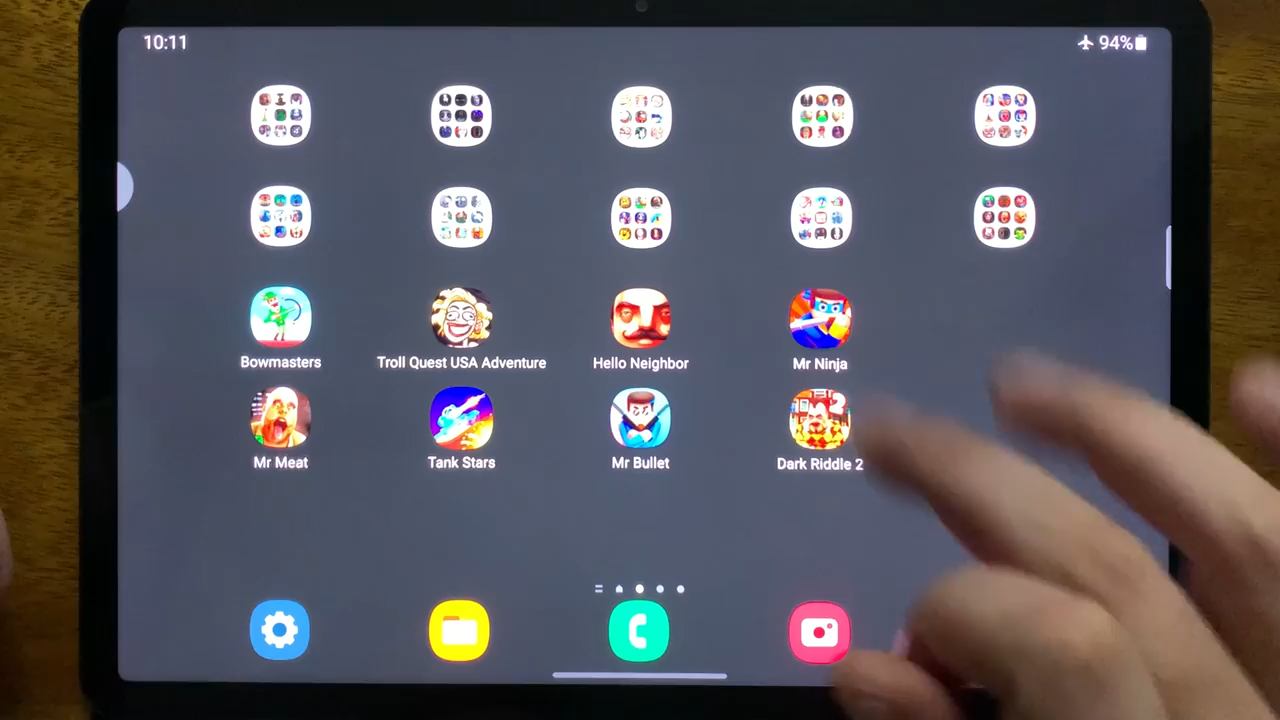 10:11
94%
Bowmasters
Troll Quest USA Adventure
Hello Neighbor
Mr Ninja
Mr Meat
Tank Stars
Mr Bullet
Dark Riddle 2
2